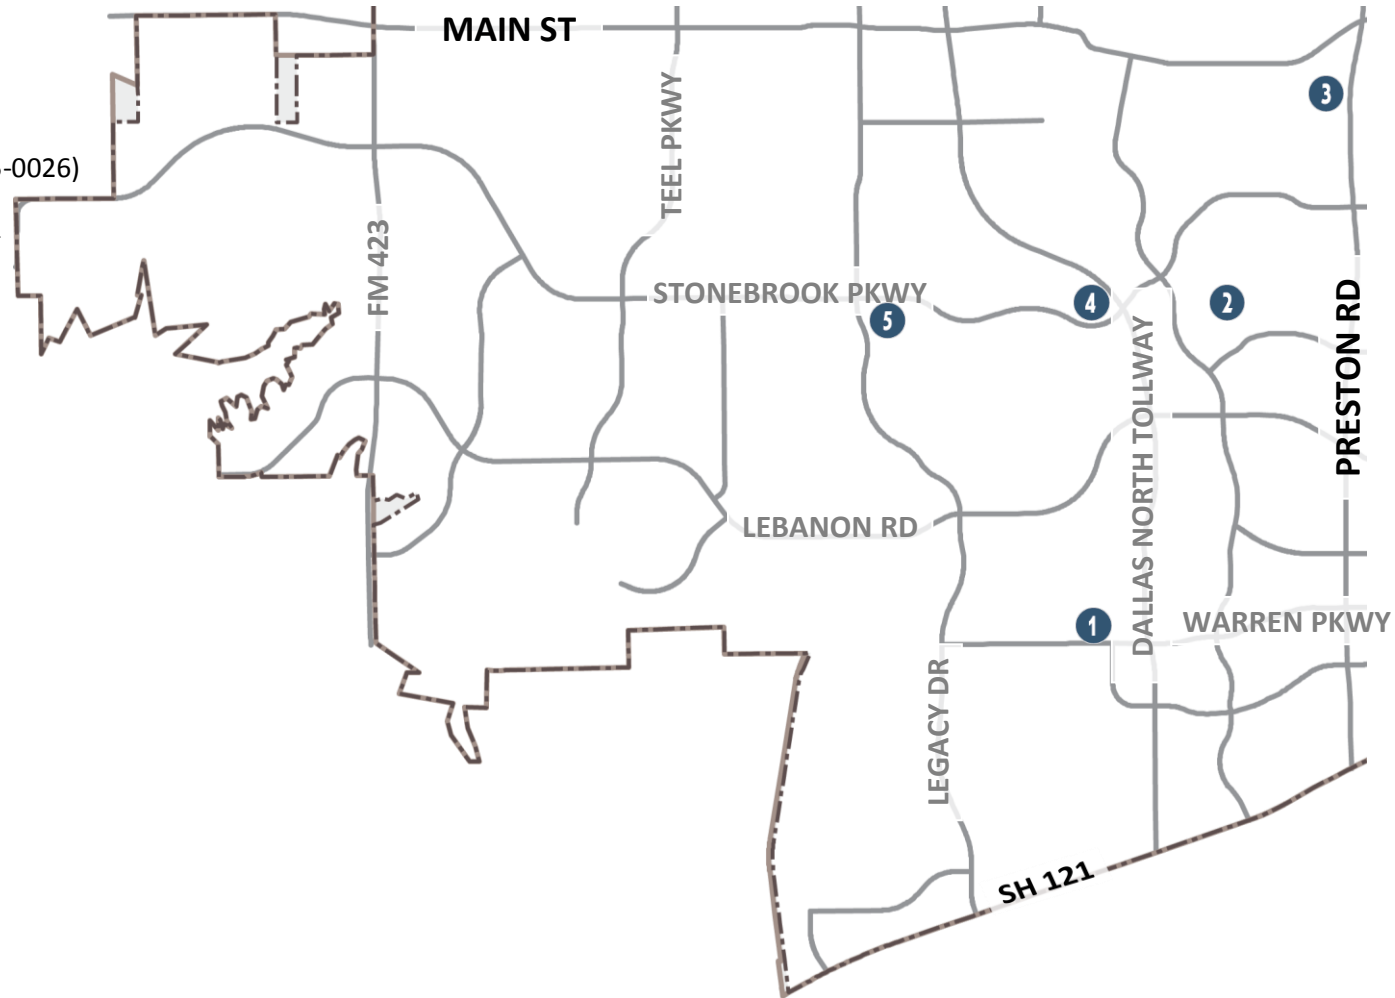 MAIN ST
3
TEEL PKWY
-0026)
FM 423
STONEBROOK PKWY
4
2
5
PRESTON RD
DALLAS NORTH TOLLWAY
LEBANON RD
1
WARREN PKWY
LEGACY DR
SH 121